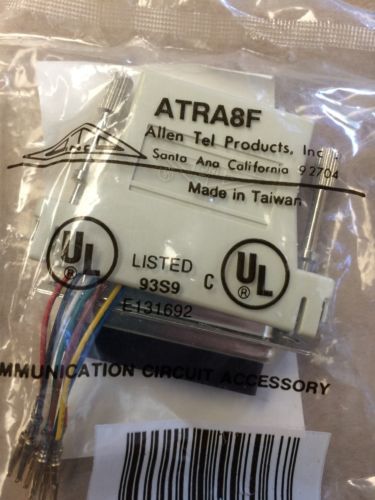 ATRA8F
Allen Tel Products, Inc.
Santa Ana California 92704
Made in Taiwan
UL
®
LISTED
93S9
E131692
C
UL
®
MMUNICATION CIRCUIT ACCESSORY